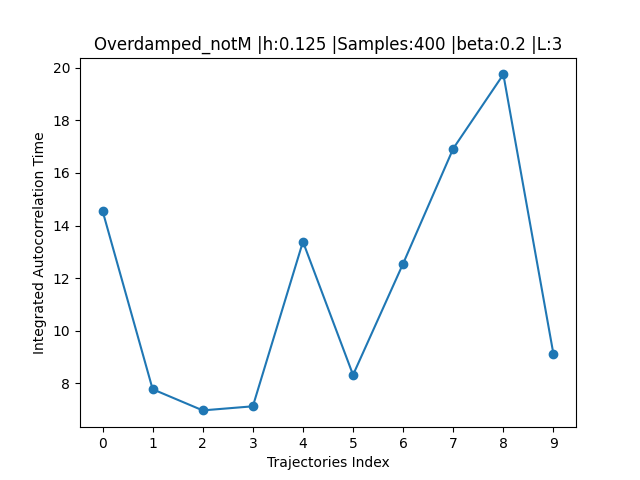 Overdamped_notM |h:0.125 |Samples:400 |beta:0.2 |L:3
20
18
16
14
12
10
8
Integrated Autocorrelation Time
0 1 2 3 4 5 6 7 8 9
Trajectories Index